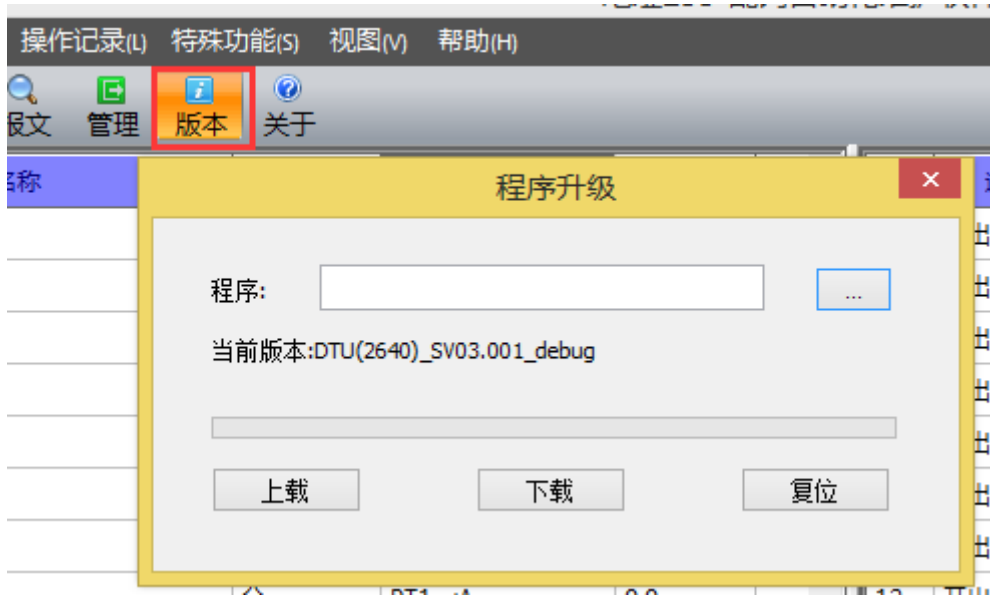 操作记录(L) 特殊功能(S) 视图(V) 帮助(H)
报文 管理 版本 关于
名称
程序升级
程序: ...
当前版本:DTU(2640)_SV03.001_debug
上载 下载 复位